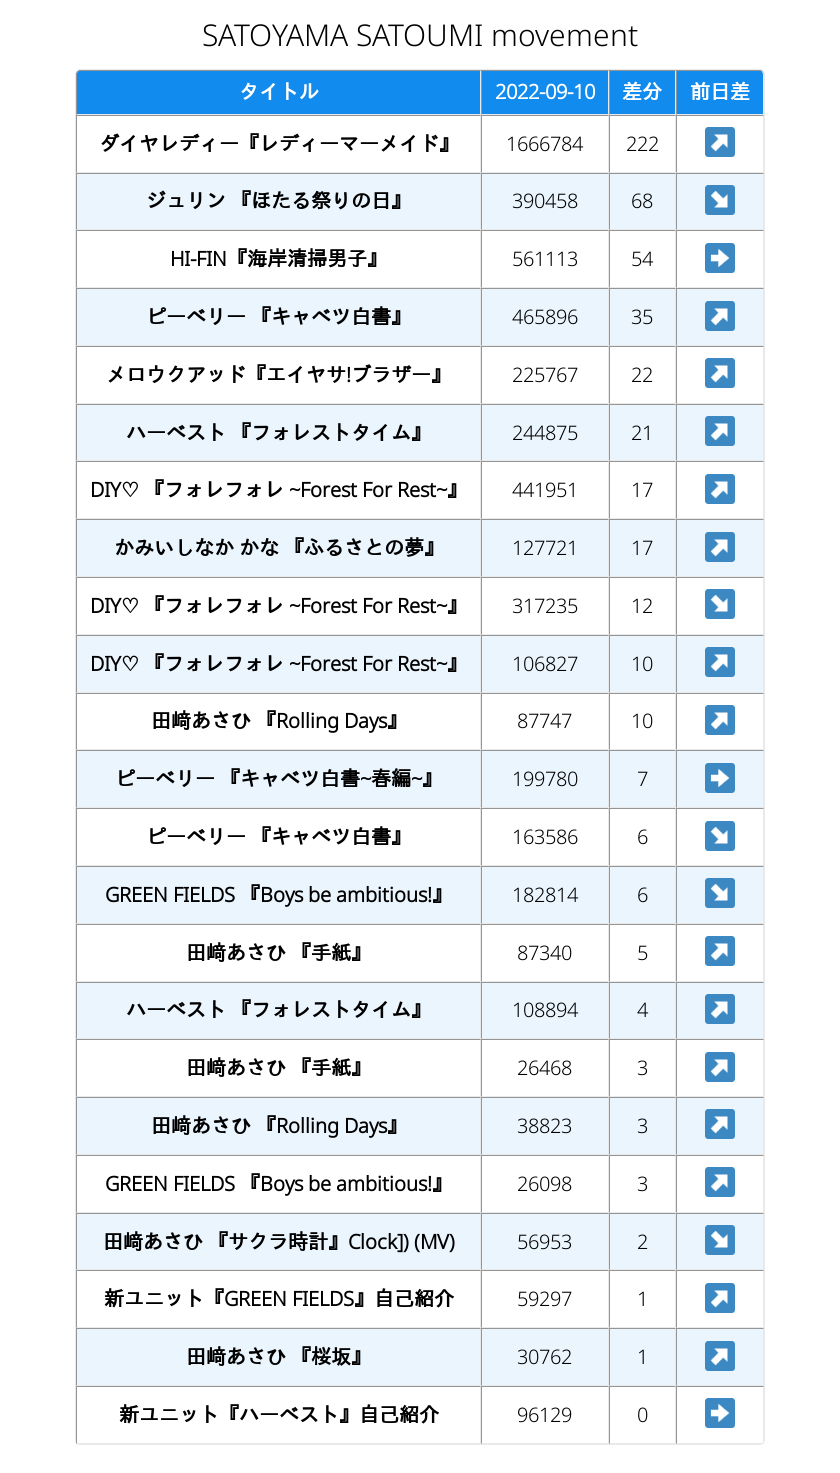 SATOYAMA SATOUMI movement
タイトル 2022-09-10 差分 前日差
ダイヤレディー『レディーマーメイド』 1666784 222 ↗
ジュリン 『ほたる祭りの日』 390458 68 ↘
HI-FIN『海岸清掃男子』 561113 54 ➡
ピーベリー 『キャベツ白書』 465896 35 ↗
メロウクアッド『エイヤサ!ブラザー』 225767 22 ↗
ハーベスト 『フォレストタイム』 244875 21 ↗
DIY♡ 『フォレフォレ ~Forest For Rest~』 441951 17 ↗
かみいしなか かな 『ふるさとの夢』 127721 17 ↗
DIY♡ 『フォレフォレ ~Forest For Rest~』 317235 12 ↘
DIY♡ 『フォレフォレ ~Forest For Rest~』 106827 10 ↗
田﨑あさひ 『Rolling Days』 87747 10 ↗
ピーベリー 『キャベツ白書~春編~』 199780 7 ➡
ピーベリー 『キャベツ白書』 163586 6 ↘
GREEN FIELDS 『Boys be ambitious!』 182814 6 ↘
田﨑あさひ 『手紙』 87340 5 ↗
ハーベスト 『フォレストタイム』 108894 4 ↗
田﨑あさひ 『手紙』 26468 3 ↗
田﨑あさひ 『Rolling Days』 38823 3 ↗
GREEN FIELDS 『Boys be ambitious!』 26098 3 ↗
田﨑あさひ 『サクラ時計』Clock]) (MV) 56953 2 ↘
新ユニット『GREEN FIELDS』自己紹介 59297 1 ↗
田﨑あさひ 『桜坂』 30762 1 ↗
新ユニット『ハーベスト』自己紹介 96129 0 ➡